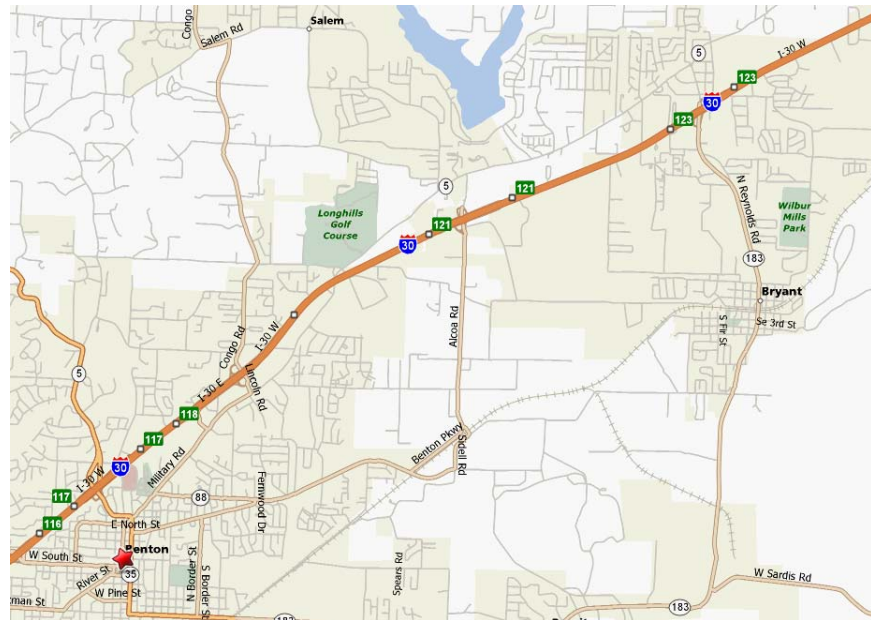 Congo
Salem
Salem Rd
I-30 W
5
123
30
123
5
121
Longhills
Golf
Course
121
30
N Reynolds Rd
Wilbur
Mills
Park
183
Bryant
Se 3rd St
S Fir St
Alcoa Rd
I-30 W
Congo Rd
5
I-30 E
Lincoln Rd
118
117
Military Rd
Benton Pkwy
Sidell Rd
30
I-30 W
Fernwood Dr
117
88
116
E North St
Benton
W South St
River St
35
W Pine St
N Border St
S Border St
Spears Rd
W Sardis Rd
183
183